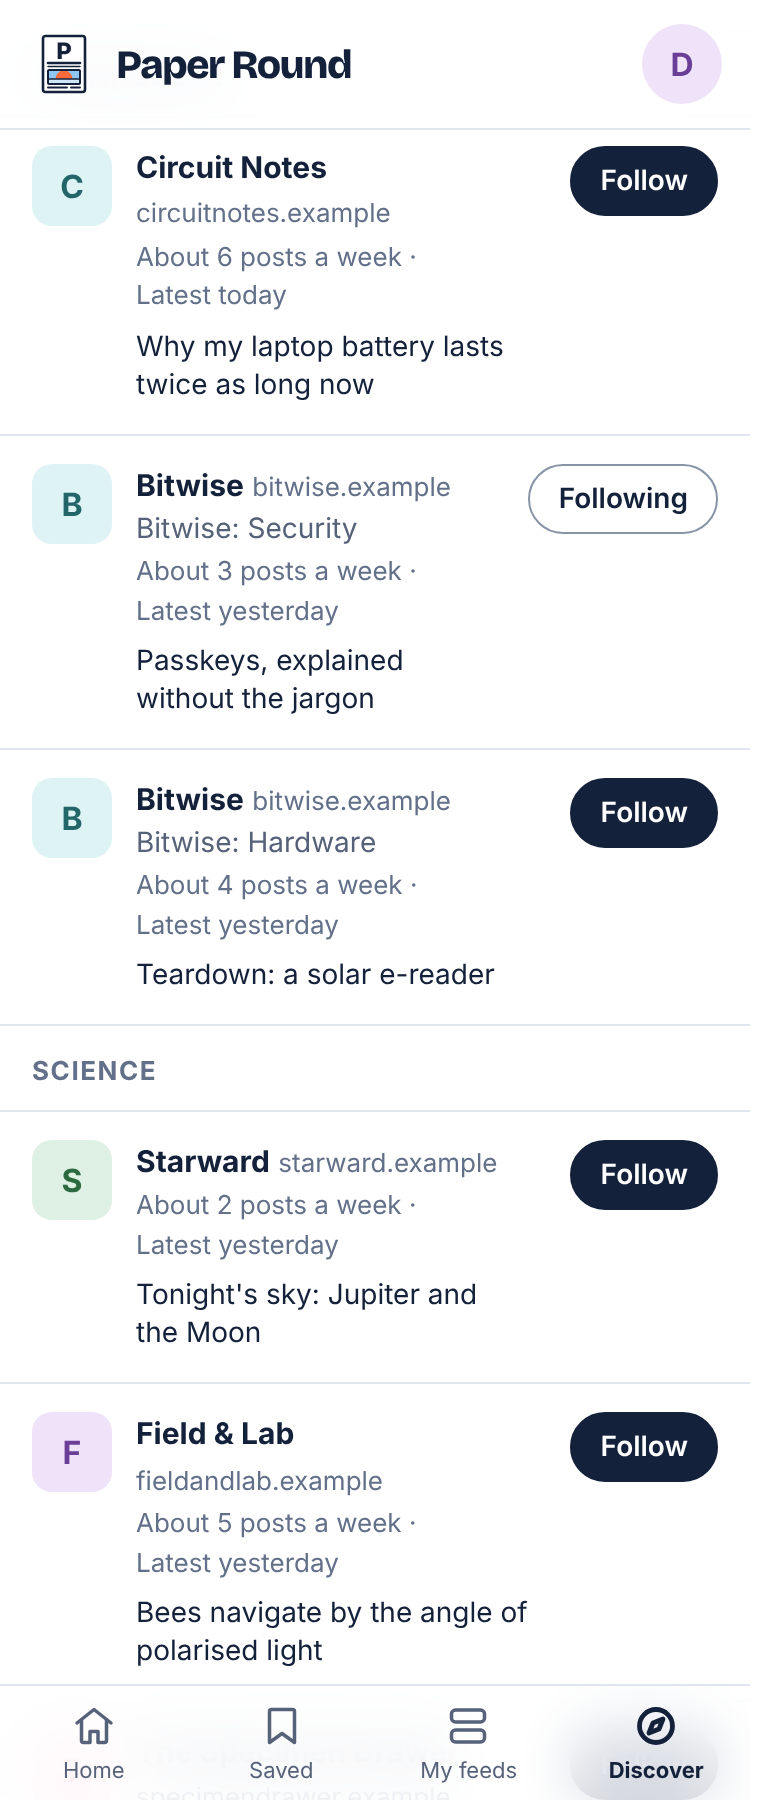 P
Paper Round
D
C
Circuit Notes
Follow
circuitnotes.example
About 6 posts a week ·
Latest today
Why my laptop battery lasts
twice as long now
B
Bitwise bitwise.example
Following
Bitwise: Security
About 3 posts a week ·
Latest yesterday
Passkeys, explained
without the jargon
B
Bitwise bitwise.example
Follow
Bitwise: Hardware
About 4 posts a week ·
Latest yesterday
Teardown: a solar e-reader
SCIENCE
S
Starward starward.example
Follow
About 2 posts a week ·
Latest yesterday
Tonight's sky: Jupiter and
the Moon
F
Field & Lab
Follow
fieldandlab.example
About 5 posts a week ·
Latest yesterday
Bees navigate by the angle of
polarised light
Home
Saved
My feeds
Discover
specimendrawer.example